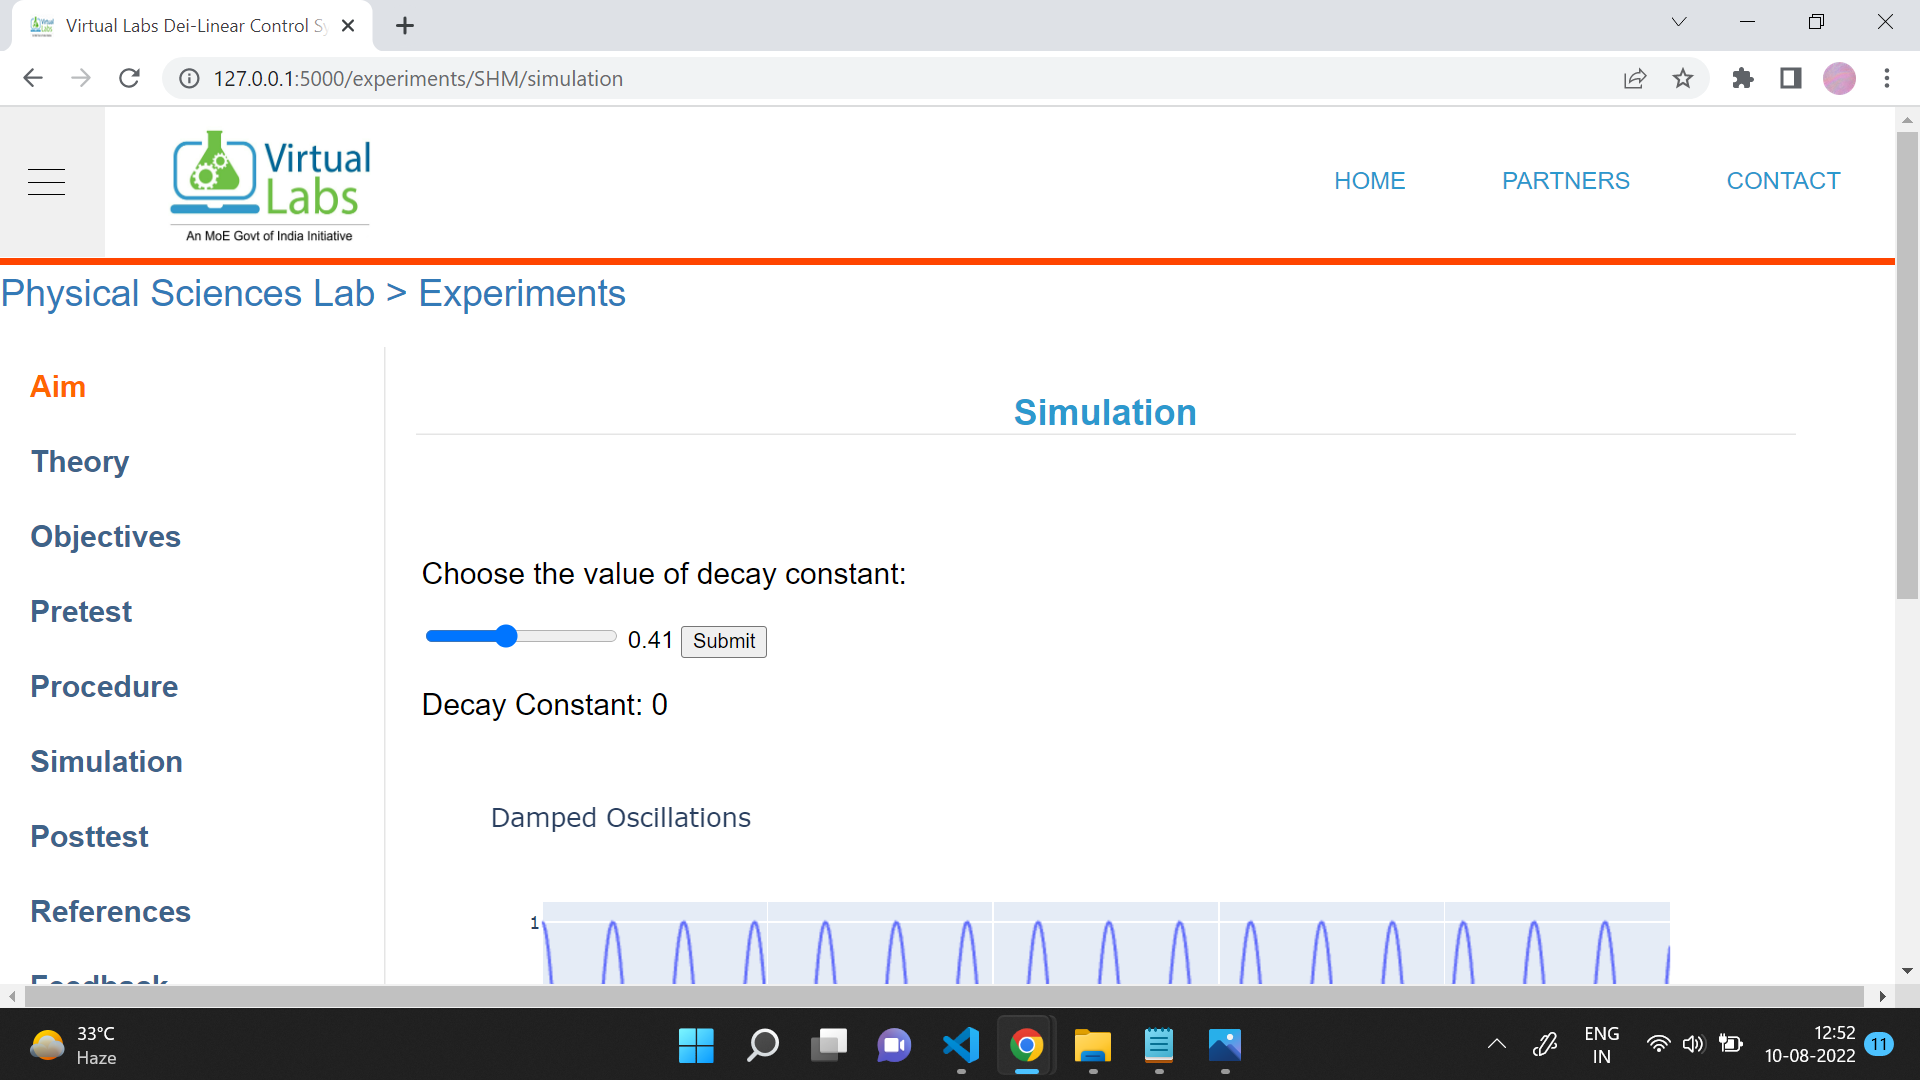 Virtual Labs Dei-Linear Control Sy
127.0.0.1:5000/experiments/SHM/simulation
Virtual
Labs
An MoE Govt of India Initiative
HOME
PARTNERS
CONTACT
Physical Sciences Lab > Experiments
Aim
Theory
Objectives
Pretest
Procedure
Simulation
Posttest
References
Feedback
Simulation
Choose the value of decay constant:
0.41 Submit
Decay Constant: 0
Damped Oscillations
1
33°C
Haze
ENG
IN
12:52
10-08-2022
11